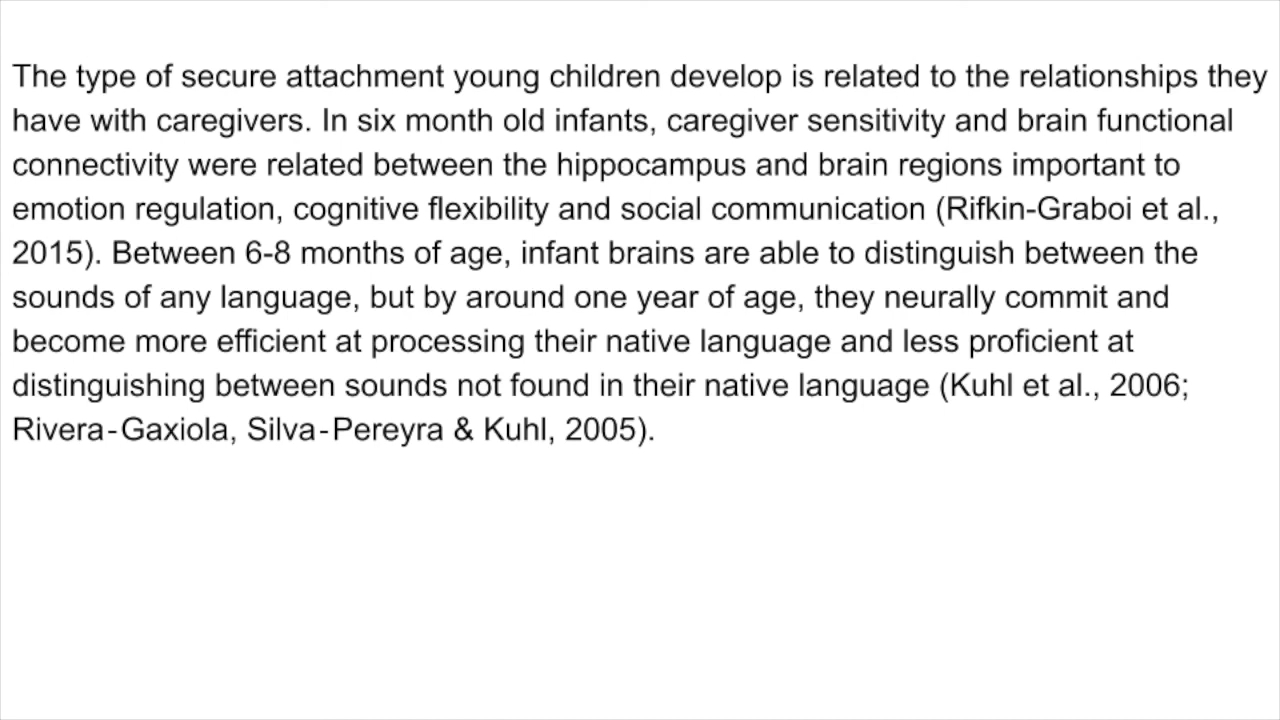 The type of secure attachment young children develop is related to the relationships they
have with caregivers. In six month old infants, caregiver sensitivity and brain functional
connectivity were related between the hippocampus and brain regions important to
emotion regulation, cognitive flexibility and social communication (Rifkin-Graboi et al.,
2015). Between 6-8 months of age, infant brains are able to distinguish between the
sounds of any language, but by around one year of age, they neurally commit and
become more efficient at processing their native language and less proficient at
distinguishing between sounds not found in their native language (Kuhl et al., 2006;
Rivera-Gaxiola, Silva-Pereyra & Kuhl, 2005).